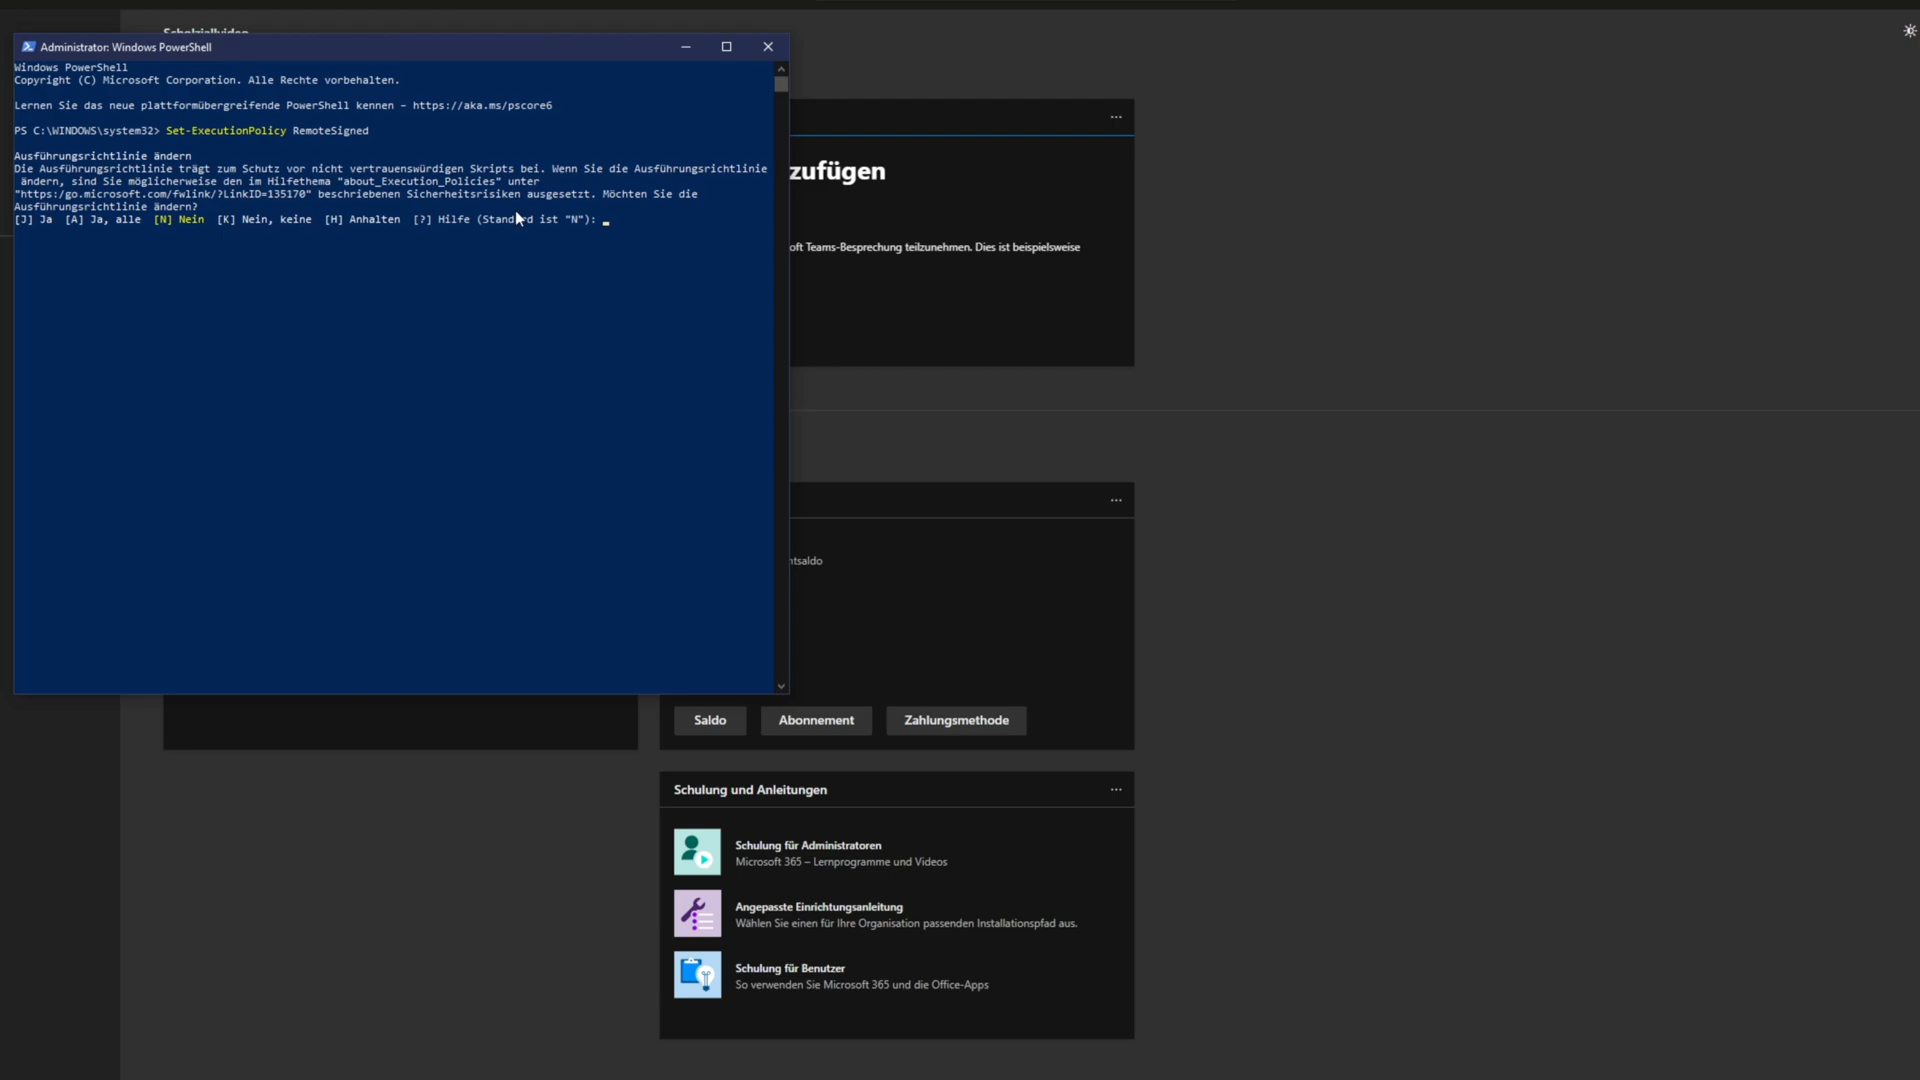 Scholzjallvideo
Administrator: Windows PowerShell
Windows PowerShell
Copyright (C) Microsoft Corporation. Alle Rechte vorbehalten.
Lernen Sie das neue plattformübergreifende PowerShell kennen – https://aka.ms/pscore6
PS C:\WINDOWS\system32> Set-ExecutionPolicy RemoteSigned
Ausführungsrichtlinie ändern
Die Ausführungsrichtlinie trägt zum Schutz vor nicht vertrauenswürdigen Skripts bei. Wenn Sie die Ausführungsrichtlinie
ändern, sind Sie möglicherweise den im Hilfethema "about_Execution_Policies" unter
"https:/go.microsoft.com/fwlink/?LinkID=135170" beschriebenen Sicherheitsrisiken ausgesetzt. Möchten Sie die
Ausführungsrichtlinie ändern?
[J] Ja [A] Ja, alle [N] Nein [K] Nein, keine [H] Anhalten [?] Hilfe (Standard ist "N"):
zufügen
oft Teams-Besprechung teilzunehmen. Dies ist beispielsweise
ntsaldo
Saldo
Abonnement
Zahlungsmethode
Schulung und Anleitungen
Schulung für Administratoren
Microsoft 365 – Lernprogramme und Videos
Angepasste Einrichtungsanleitung
Wählen Sie einen für Ihre Organisation passenden Installationspfad aus.
Schulung für Benutzer
So verwenden Sie Microsoft 365 und die Office-Apps